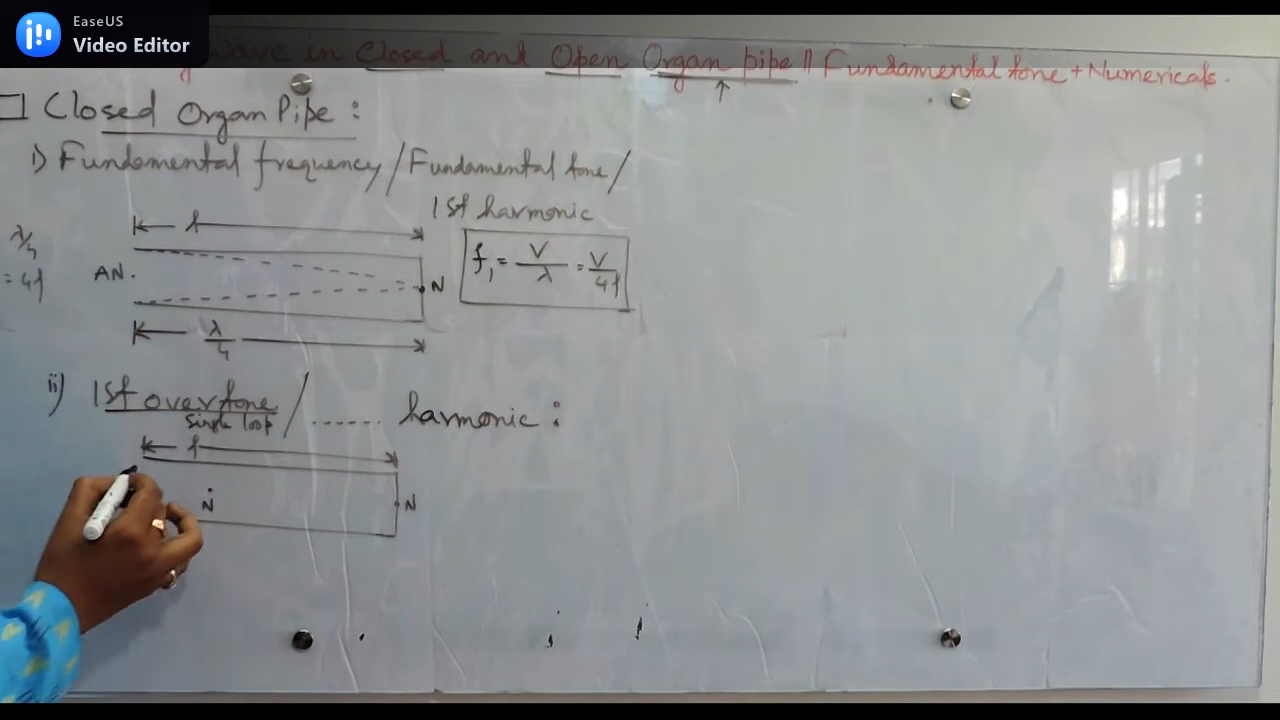 EaseUS
Video Editor
Wave in Closed and Open Organ pipe || Fundamental tone + Numericals.
↑
□ Closed Organ Pipe :
i) Fundamental frequency / Fundamental tone /
1st harmonic
l
λ/4
= 4l
AN.
N
f₁ = V/λ = V/4l
λ/4
ii) 1st overtone / ...... harmonic :
Single loop
l
N
N